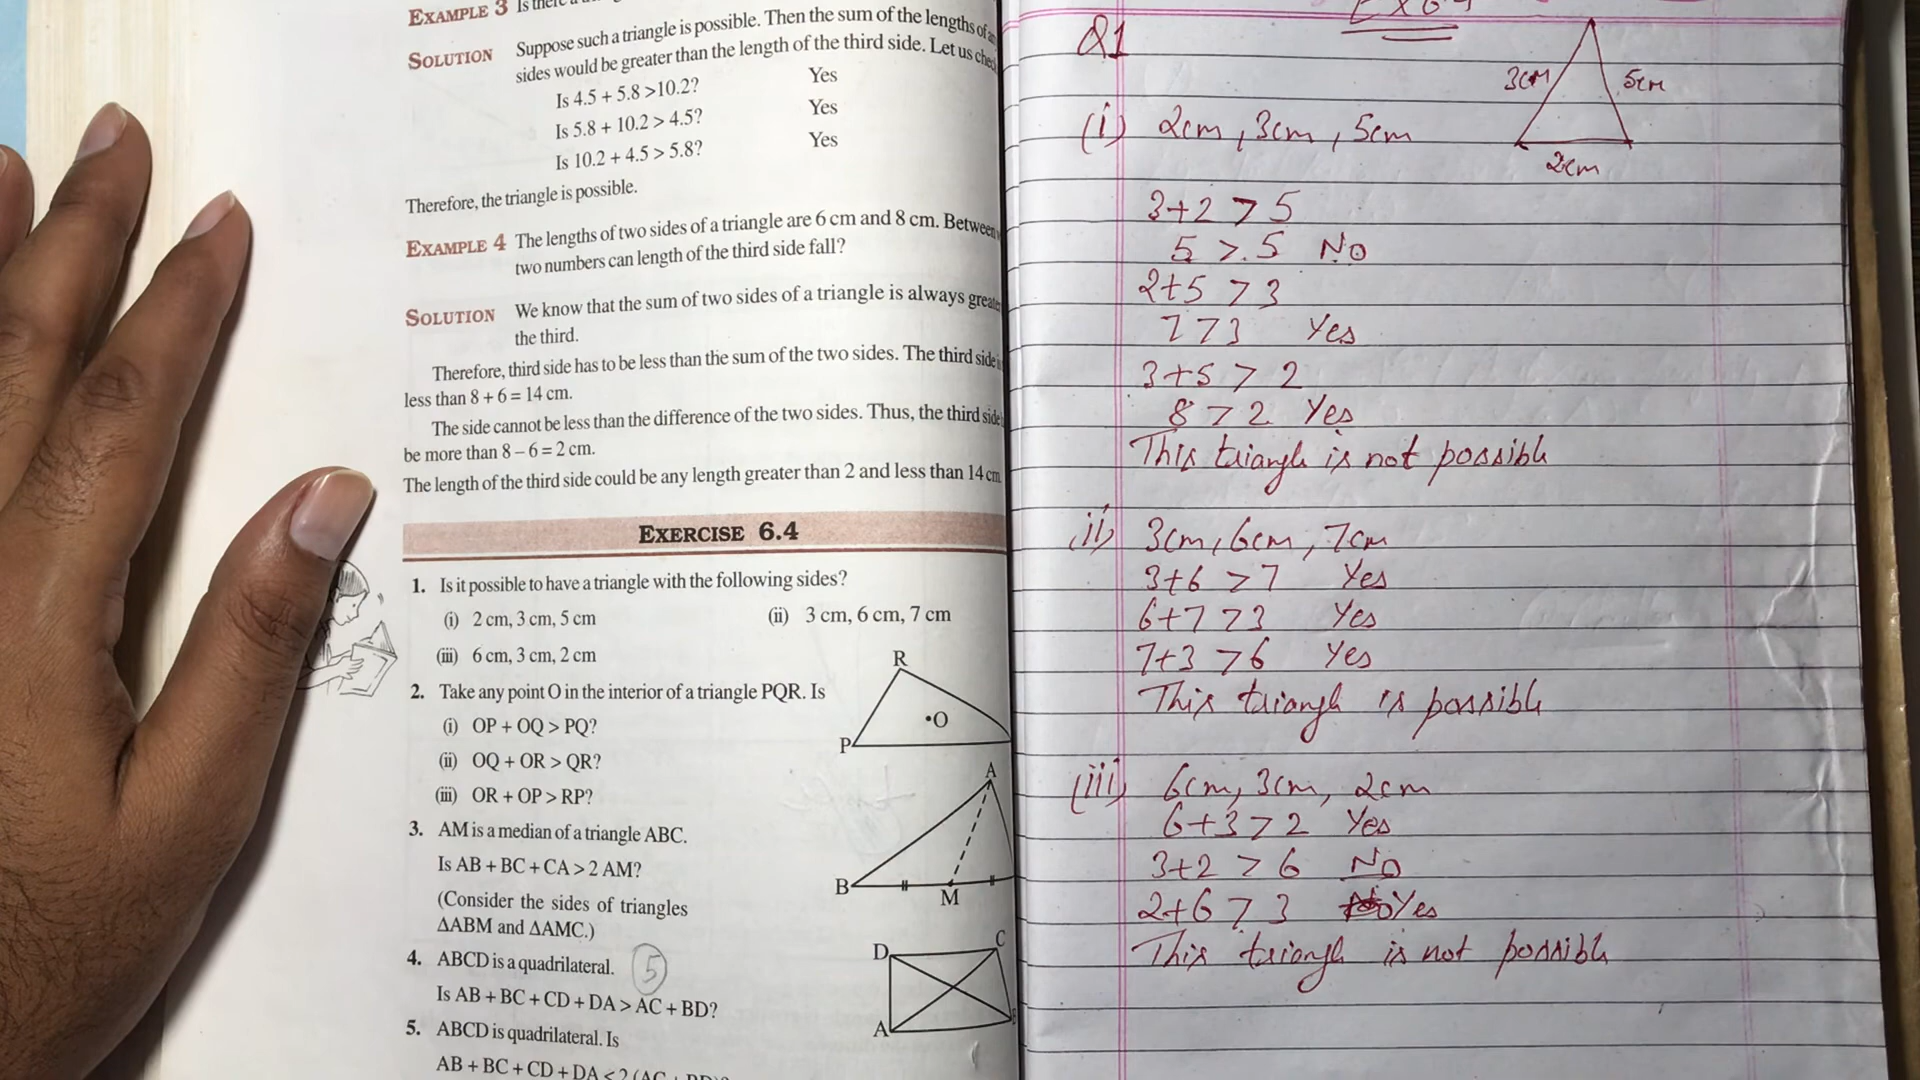 EXAMPLE 3 Is there a
SOLUTION Suppose such a triangle is possible. Then the sum of the lengths of
sides would be greater than the length of the third side. Let us
Is 4.5 + 5.8 >10.2? Yes
Is 5.8 + 10.2 > 4.5? Yes
Is 10.2 + 4.5 > 5.8? Yes
Therefore, the triangle is possible.
EXAMPLE 4 The lengths of two sides of a triangle are 6 cm and 8 cm. Between
two numbers can length of the third side fall?
SOLUTION We know that the sum of two sides of a triangle is always
the third.
Therefore, third side has to be less than the sum of the two sides. The third side
less than 8 + 6 = 14 cm.
The side cannot be less than the difference of the two sides. Thus, the third side
be more than 8 – 6 = 2 cm.
The length of the third side could be any length greater than 2 and less than 14 cm
EXERCISE 6.4
1. Is it possible to have a triangle with the following sides?
(i) 2 cm, 3 cm, 5 cm (ii) 3 cm, 6 cm, 7 cm
(iii) 6 cm, 3 cm, 2 cm
2. Take any point O in the interior of a triangle PQR. Is
(i) OP + OQ > PQ?
(ii) OQ + OR > QR?
(iii) OR + OP > RP?
R
•O
P
3. AM is a median of a triangle ABC.
Is AB + BC + CA > 2 AM?
(Consider the sides of triangles
ΔABM and ΔAMC.)
A
B
M
4. ABCD is a quadrilateral. 5
Is AB + BC + CD + DA > AC + BD?
D C
A B
5. ABCD is quadrilateral. Is
AB + BC + CD + DA < 2 (AC + BD)?
Ex 6.4
Q1
3cm 5cm
2cm
(i) 2cm, 3cm, 5cm
3+2 > 5
5 > 5 No
2+5 > 3
7 > 3 Yes
3+5 > 2
8 > 2 Yes
This triangle is not possible
(ii) 3cm, 6cm, 7cm
3+6 > 7 Yes
6+7 > 3 Yes
7+3 > 6 Yes
This triangle is possible
(iii) 6cm, 3cm, 2cm
6+3 > 2 Yes
3+2 > 6 No
2+6 > 3 Yes
This triangle is not possible